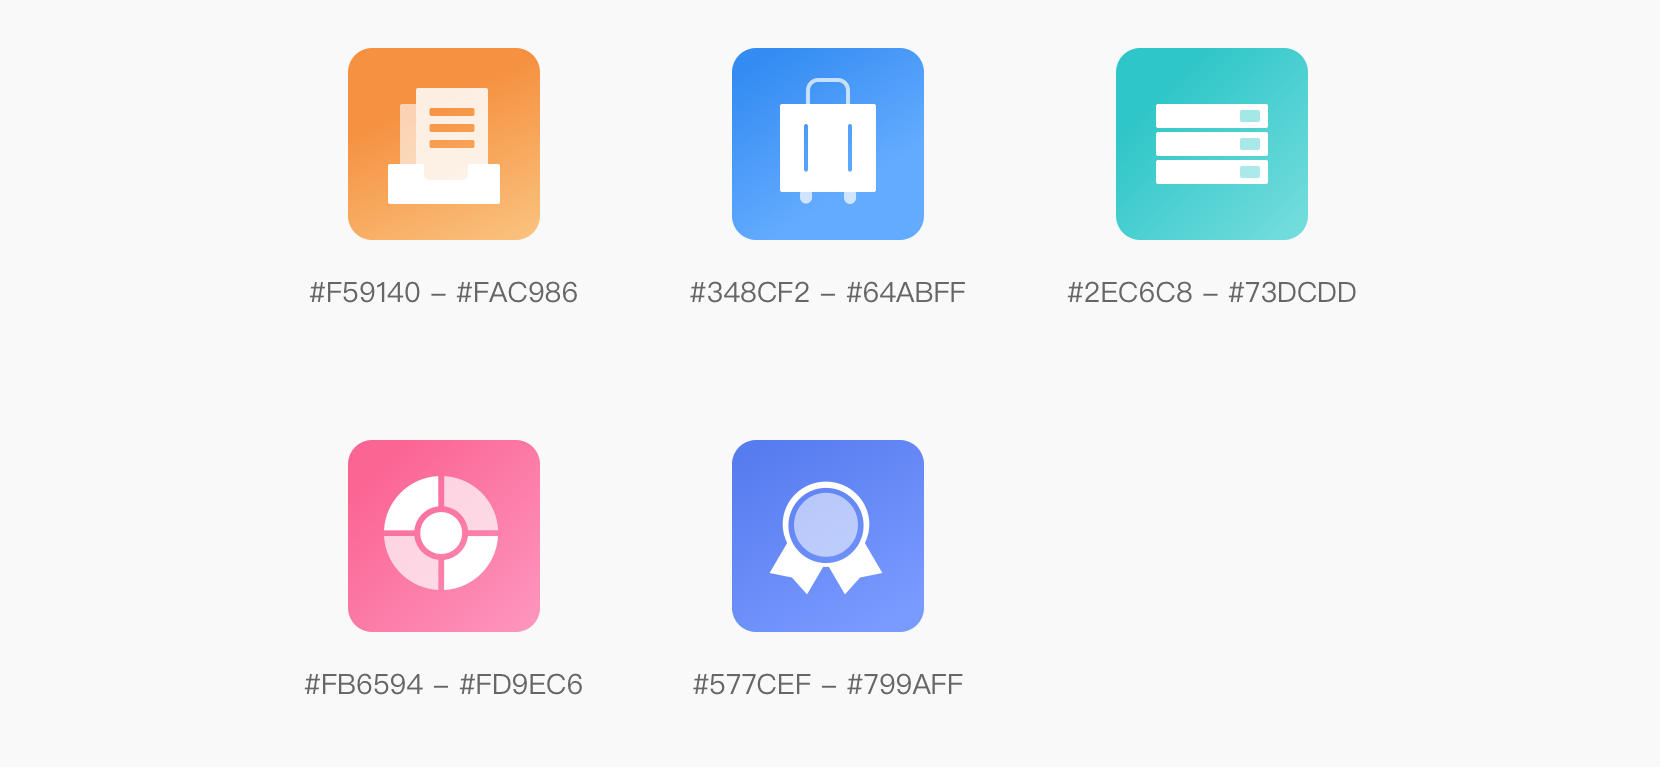 #F59140 – #FAC986
#348CF2 – #64ABFF
#2EC6C8 – #73DCDD
#FB6594 – #FD9EC6
#577CEF – #799AFF